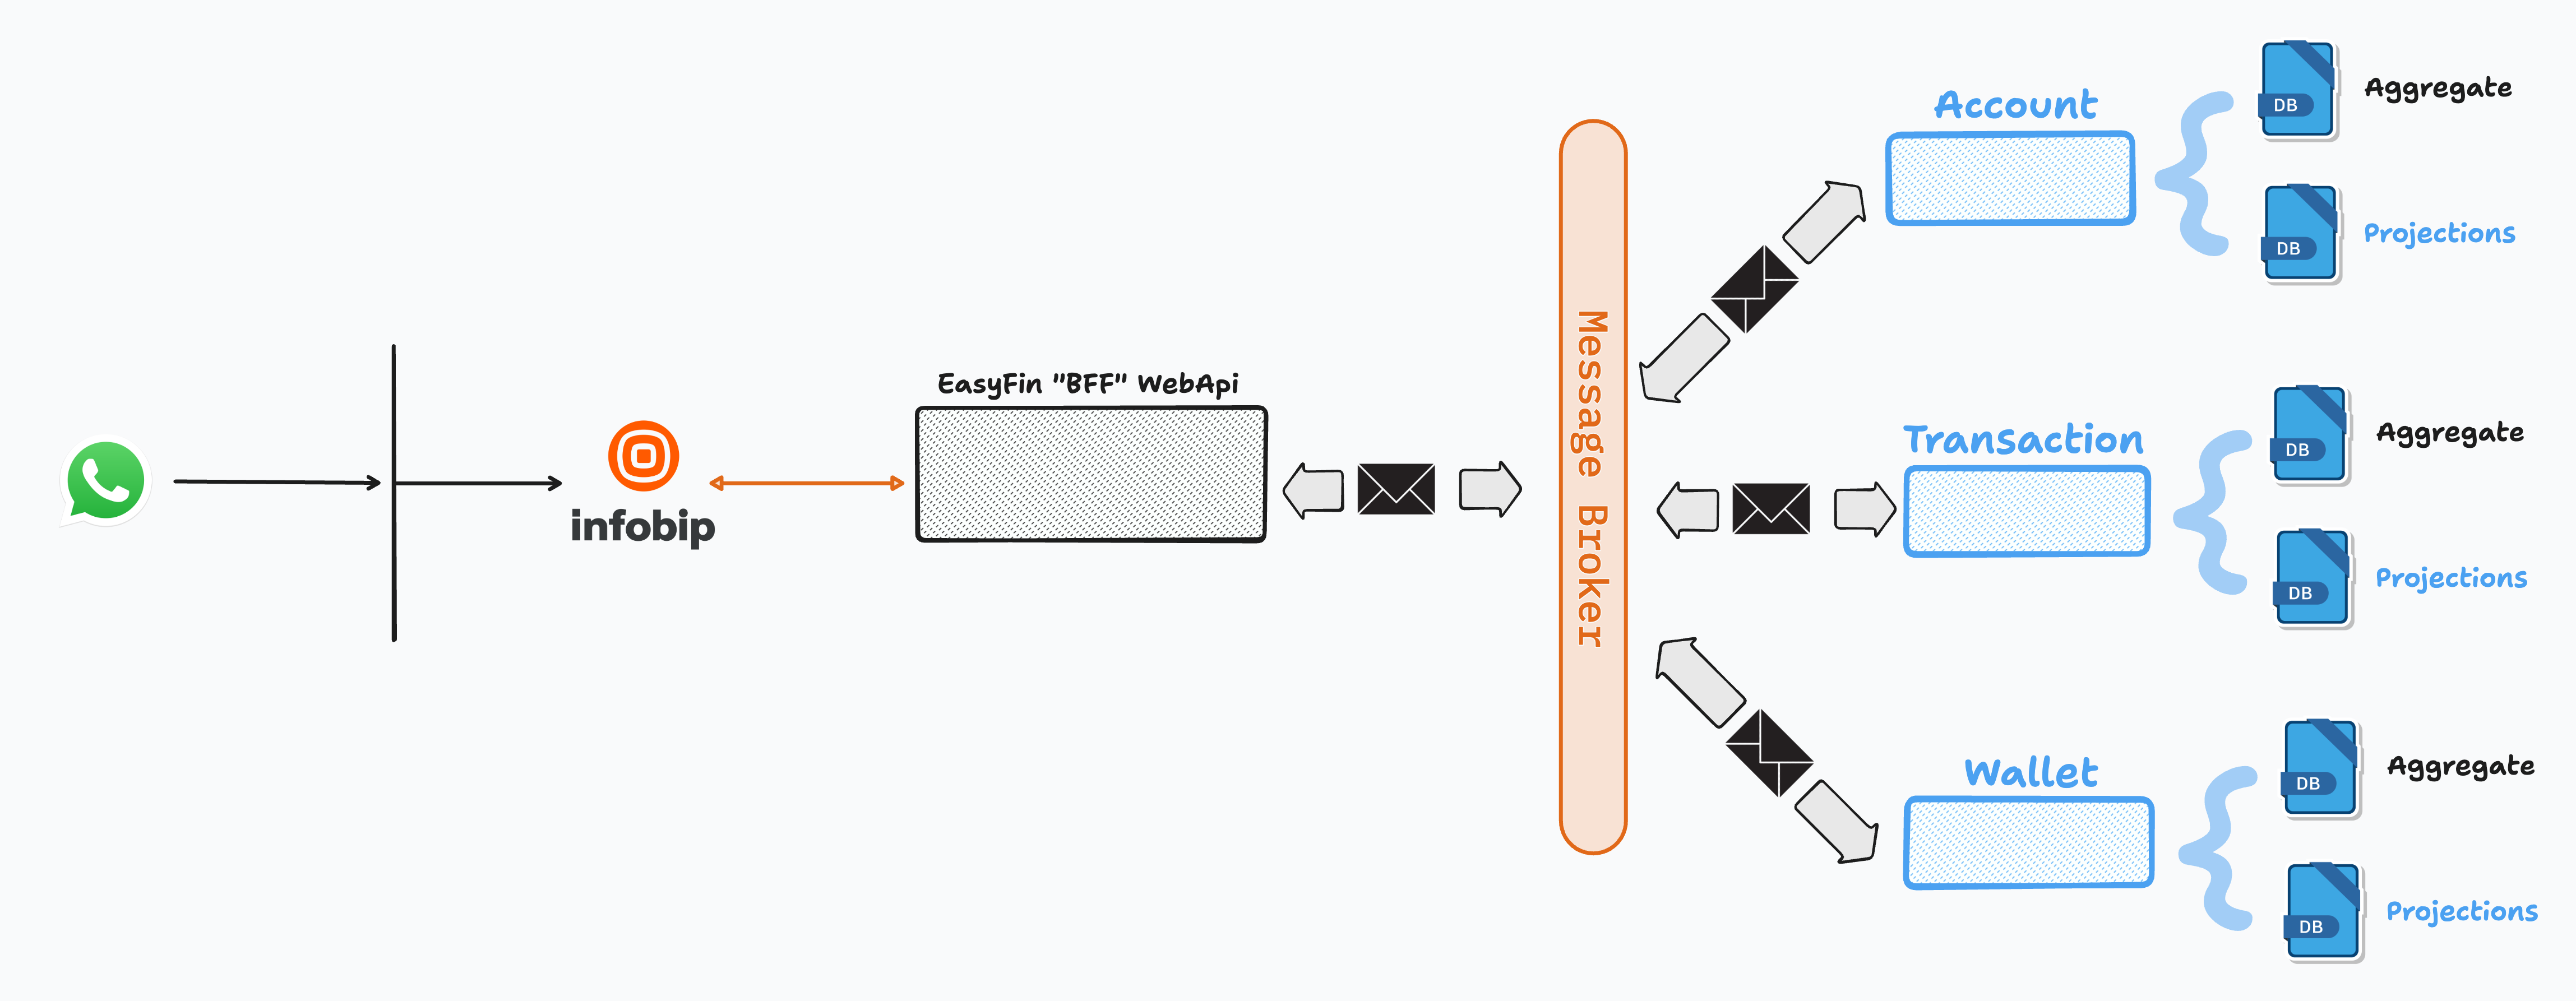 infobip
EasyFin "BFF" WebApi
Message Broker
Account
DB
Aggregate
DB
Projections
Transaction
DB
Aggregate
DB
Projections
Wallet
DB
Aggregate
DB
Projections